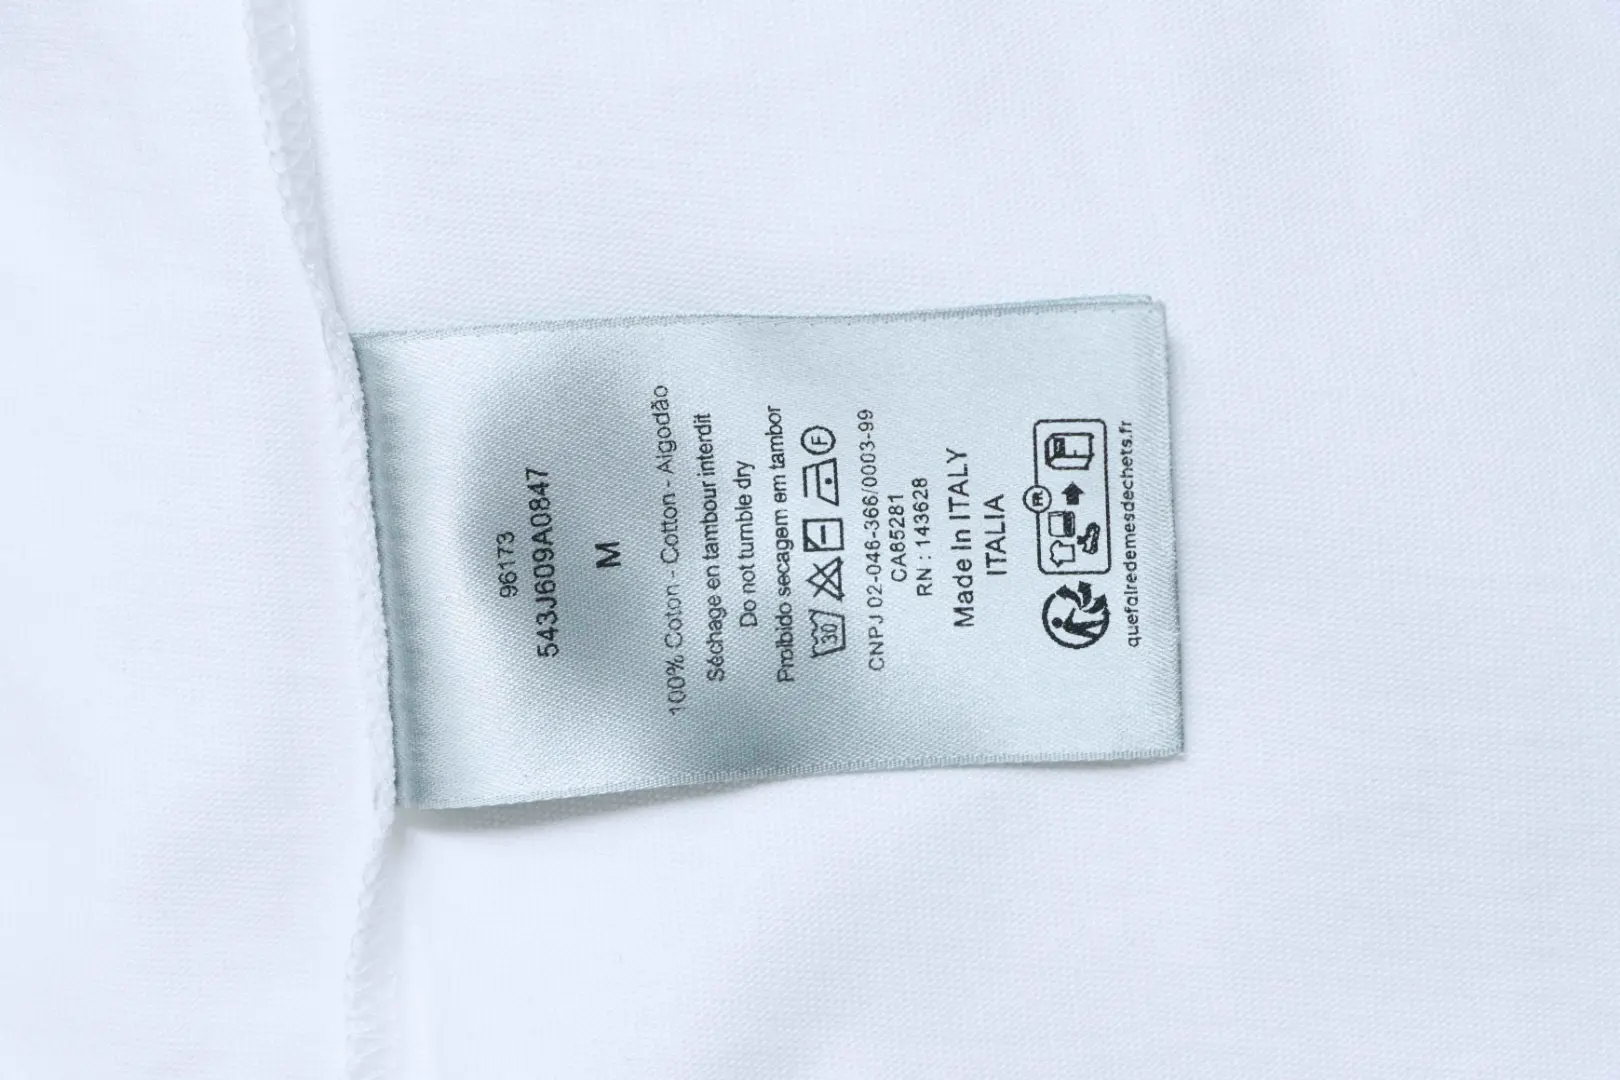 96173
543J609A0847
M
100% Coton - Cotton - Algodão
Séchage en tambour interdit
Do not tumble dry
Proibido secagem em tambor
30 F
CNPJ 02-046-366/0003-99
CA85281
RN : 143628
Made In ITALY
ITALIA
FR
quefairedemesdechets.fr